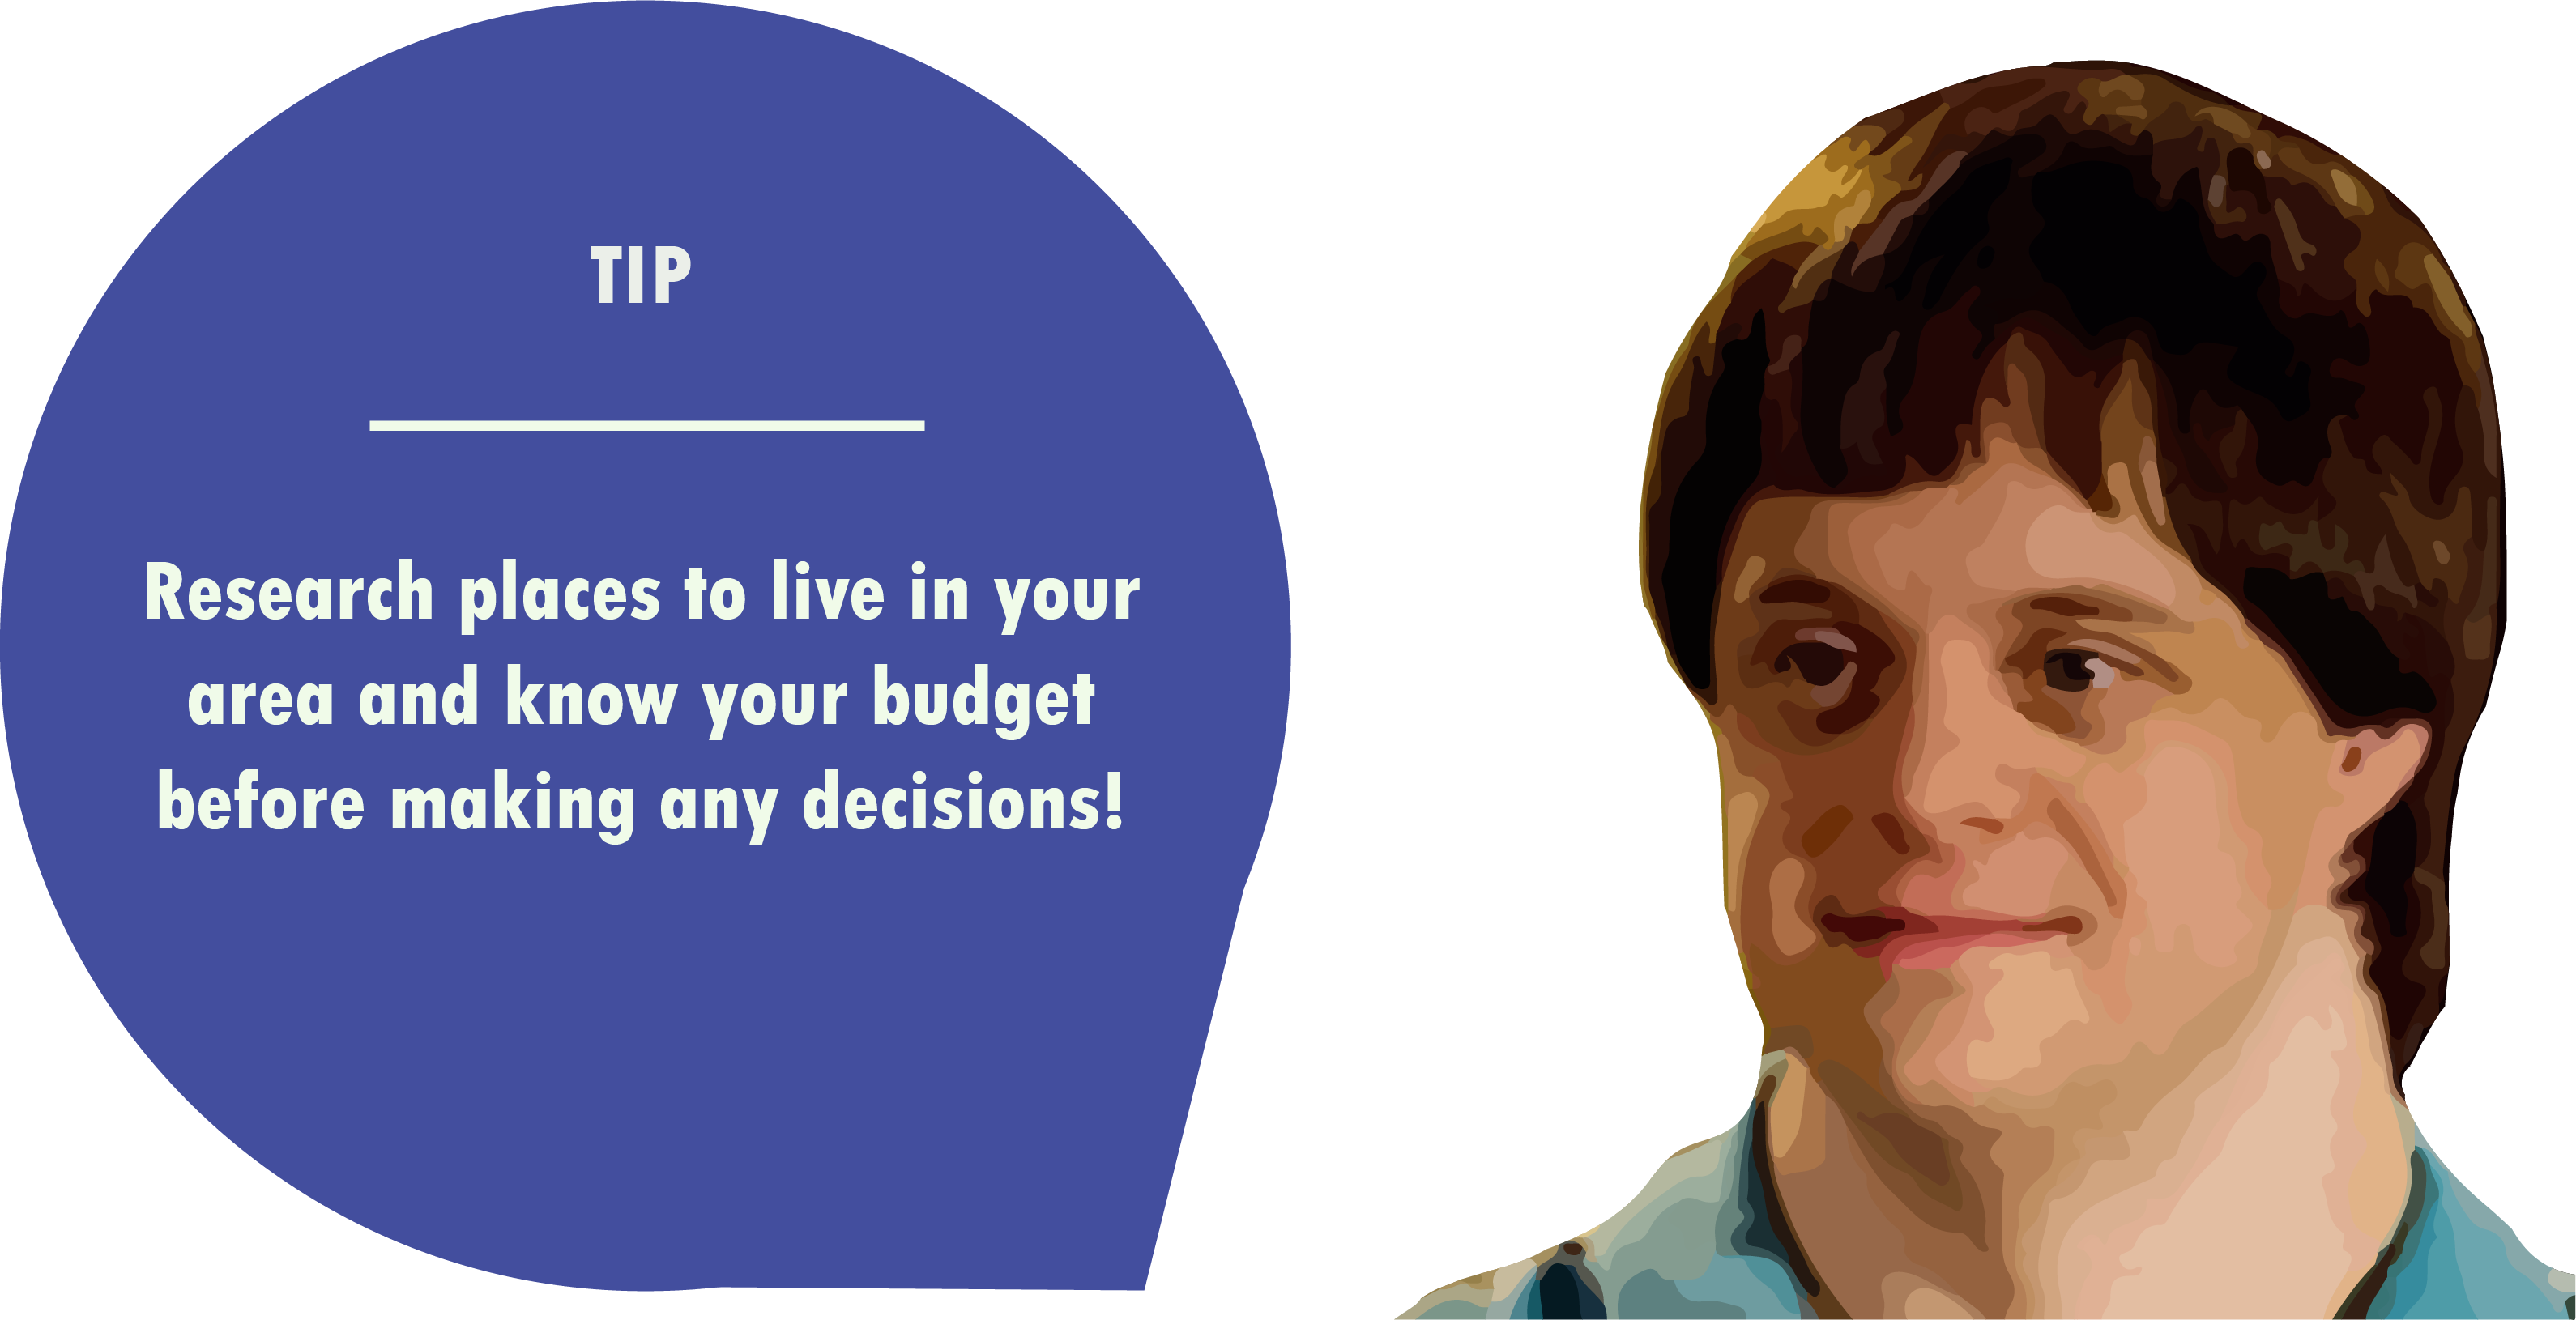 TIP
Research places to live in your
area and know your budget
before making any decisions!